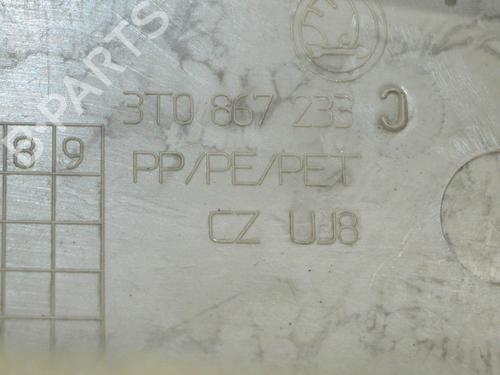 B-PARTS
3T0 867 233 J
8 9
PP/PE/PET
CZ UJ8